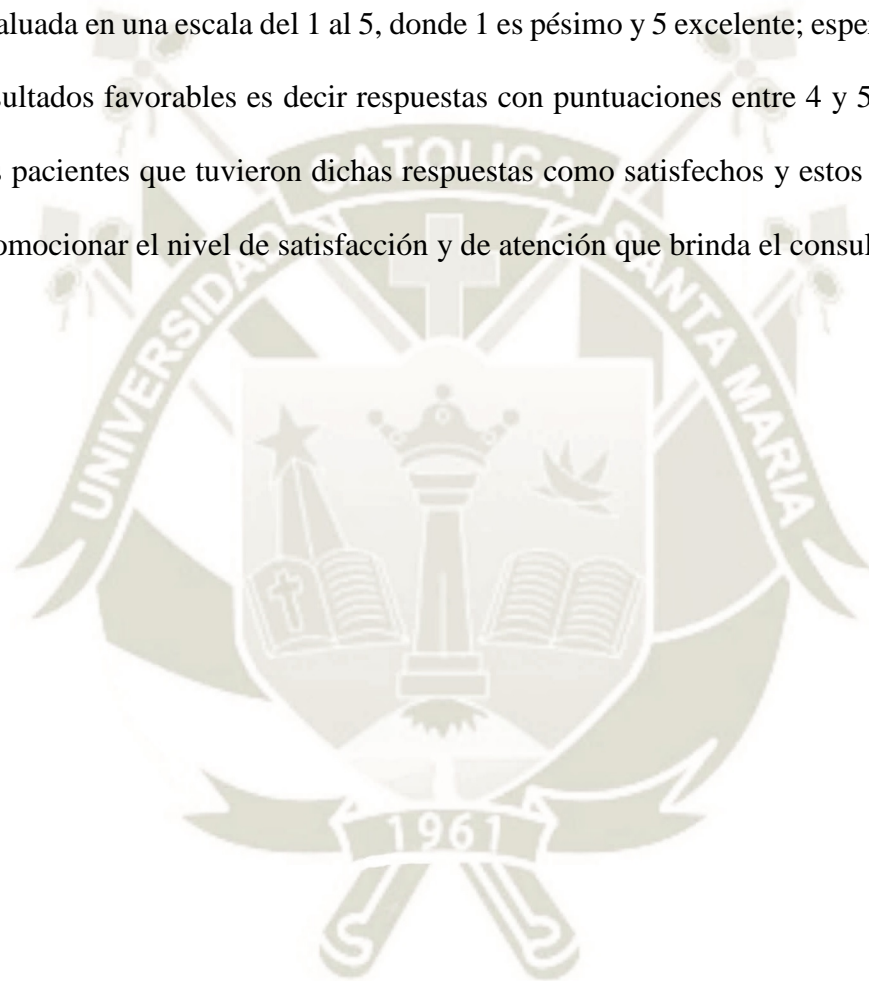 aluada en una escala del 1 al 5, donde 1 es pésimo y 5 excelente; espe
sultados favorables es decir respuestas con puntuaciones entre 4 y 5
s pacientes que tuvieron dichas respuestas como satisfechos y estos
omocionar el nivel de satisfacción y de atención que brinda el consul
UNIVERSIDAD CATOLICA SANTA MARIA
1961